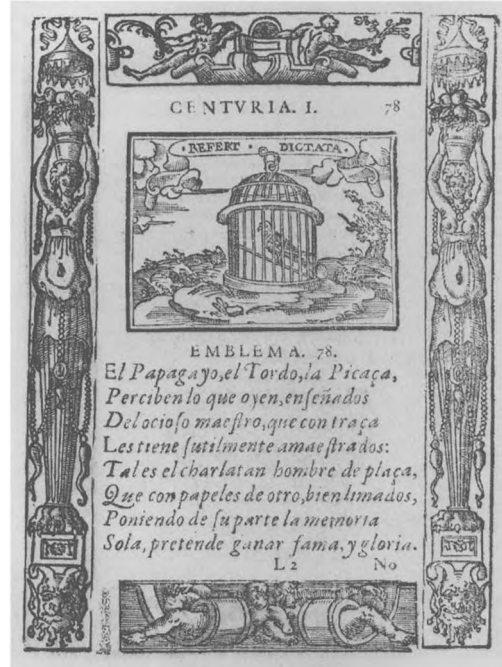 CENTVRIA. I. 78
·REFERT· DICTATA·
EMBLEMA. 78.
El Papagayo,el Tordo,la Picaça,
Perciben lo que oyen,enſeñados
Del ocioſo maeſtro,que con traça
Les tiene ſutilmente amaeſtrados:
Tal es el charlatan hombre de plaça,
Que con papeles de otro,bien limados,
Poniendo de ſu parte la memoria
Sola,pretende ganar fama,y gloria.
L 2 No